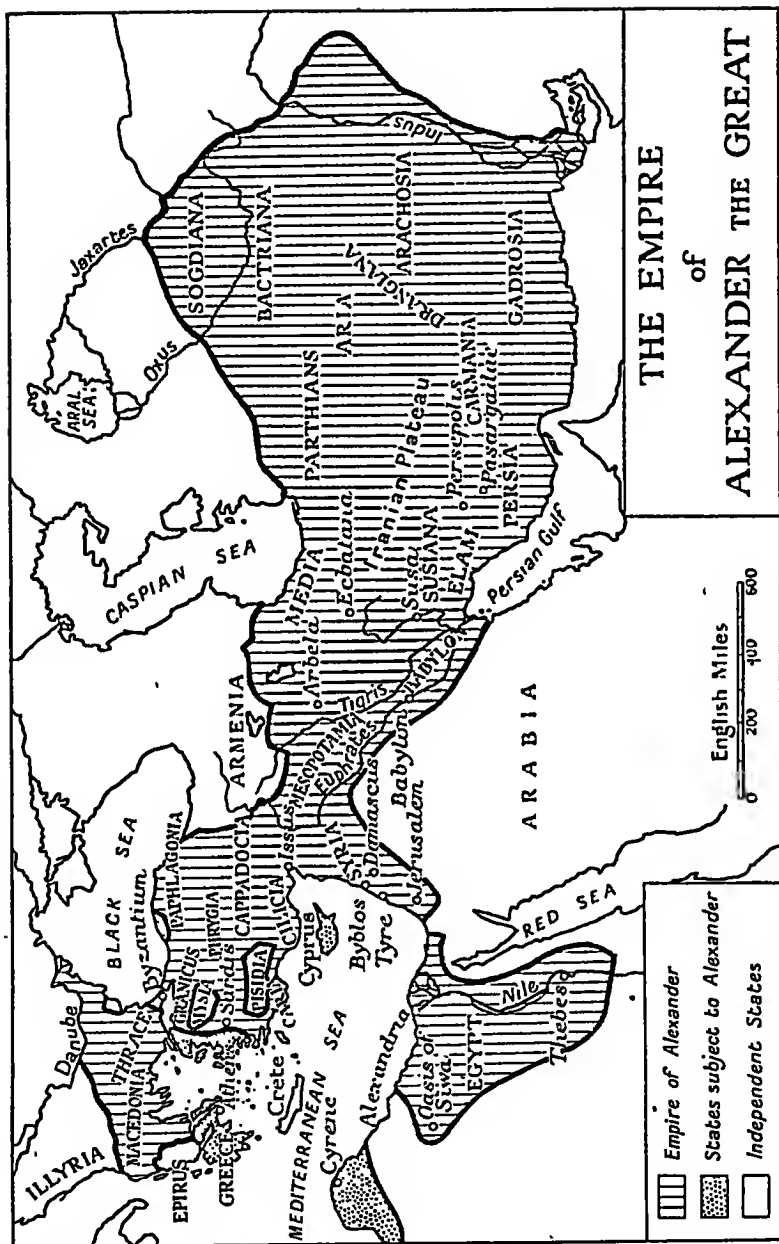 THE EMPIRE
of
ALEXANDER THE GREAT
ILLYRIA
Danube
BLACK SEA
CASPIAN SEA
ARAL SEA
Oxus
Jaxartes
MACEDONIA
THRACE
Byzantium
EPIRUS
GREECE
Athens
GRANICUS
MYSIA
Sardis
PHRYGIA
PAPHLAGONIA
CAPPADOCIA
PISIDIA
CILICIA
ARMENIA
Issus
Crete
Cyprus
MEDITERRANEAN SEA
Cyrene
Alexandria
Byblos
Tyre
SYRIA
Damascus
Jerusalem
MESOPOTAMIA
Euphrates
Tigris
Babylon
BABYLON
Arbela
MEDIA
Ecbatana
Iranian Plateau
Susa
SUSIANA
ELAM
Persepolis
Pasargadae
PERSIA
CARMANIA
PARTHIANS
ARIA
DRANGIANA
SOGDIANA
BACTRIANA
ARACHOSIA
GADROSIA
Indus
Persian Gulf
ARABIA
RED SEA
Oasis of
Siwa
EGYPT
Nile
Thebes
English Miles
0 200 400 600
Empire of Alexander
States subject to Alexander
Independent States